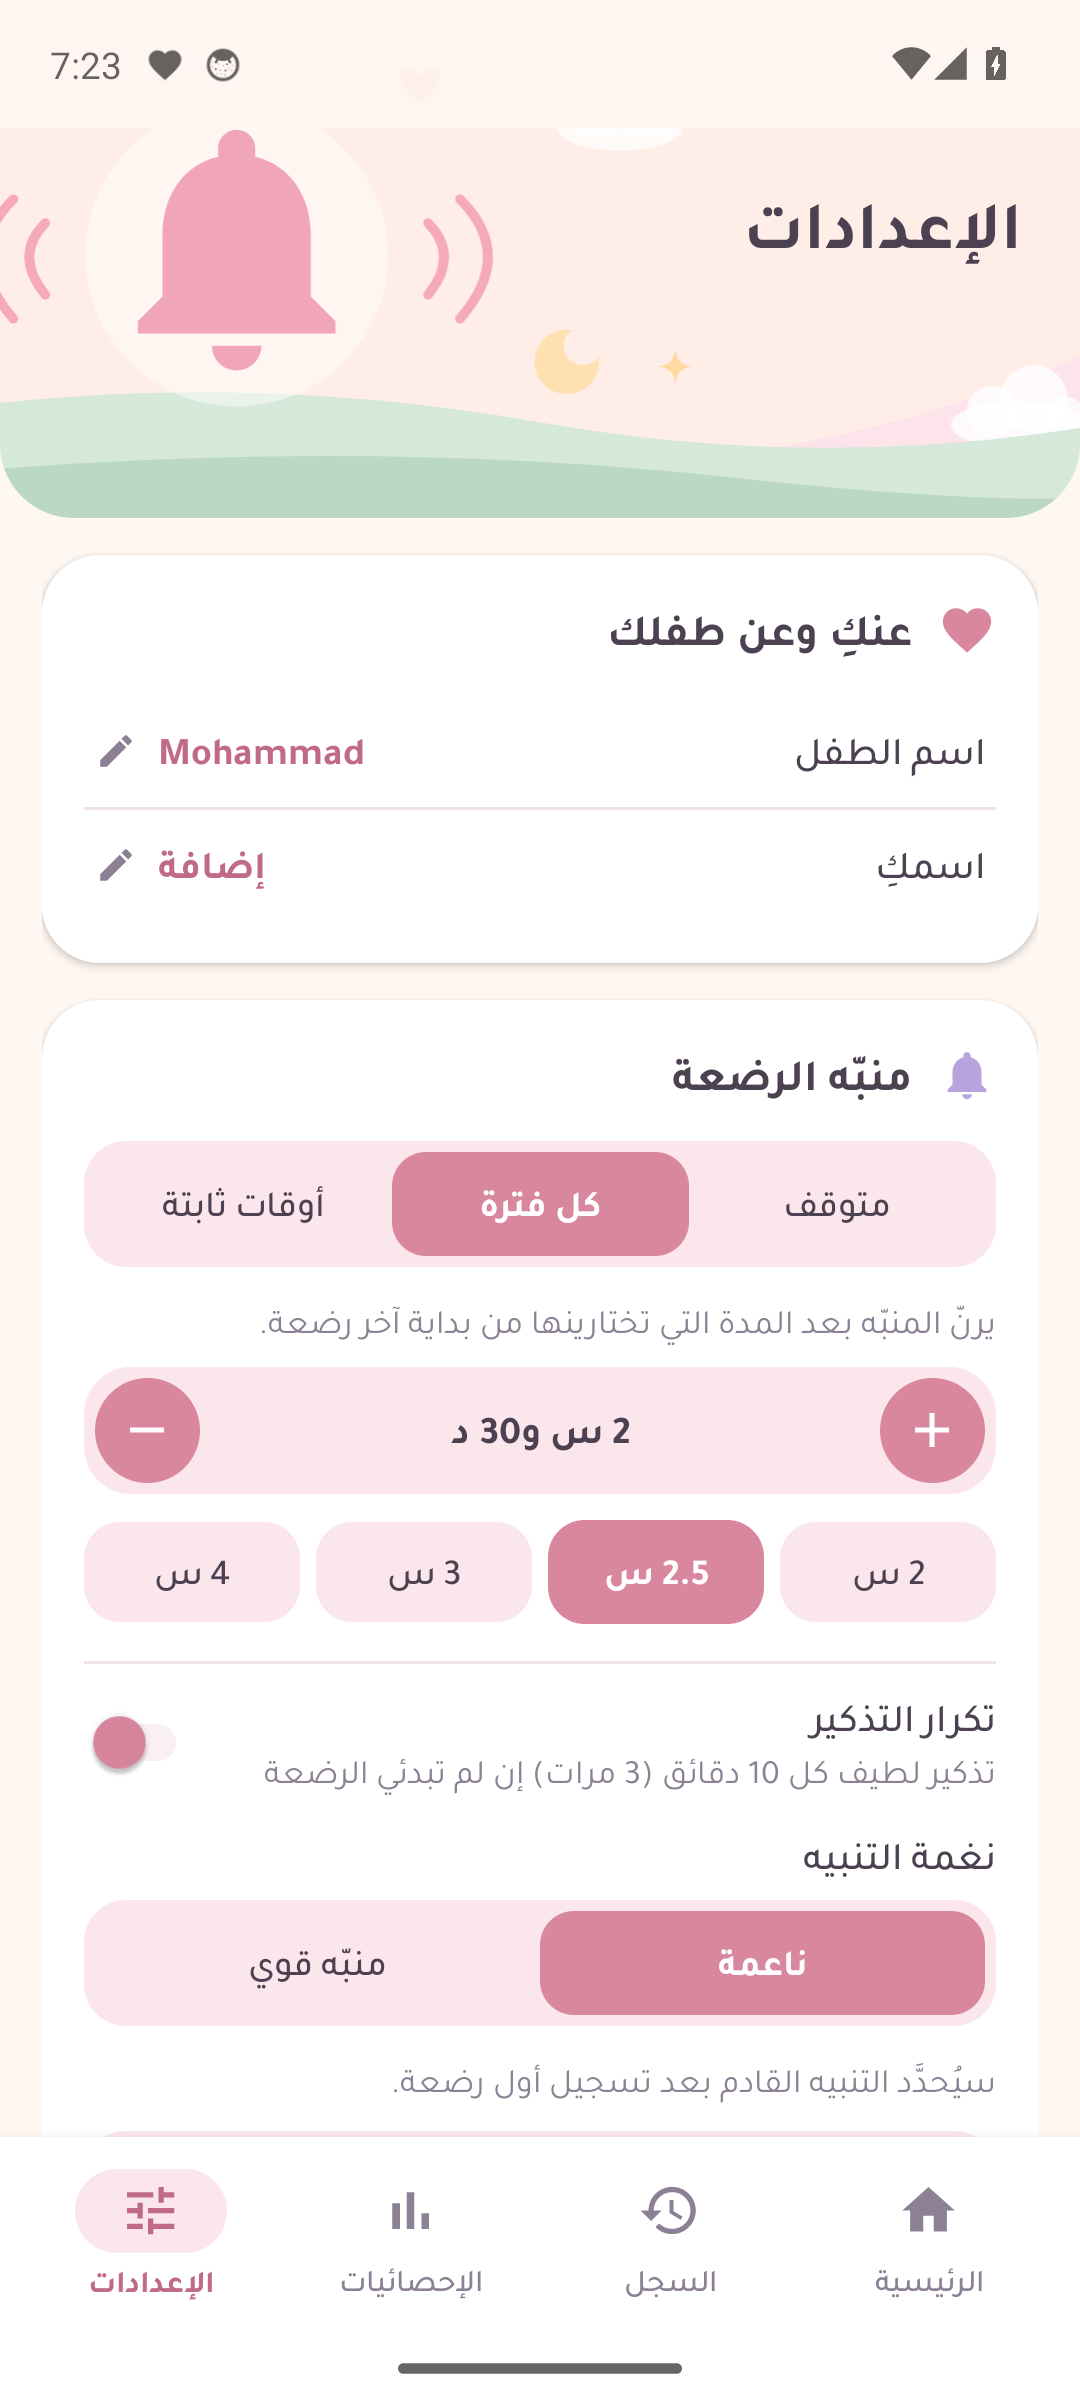 7:23
الإعدادات
عنكِ وعن طفلك
اسم الطفل Mohammad
اسمكِ إضافة
منبّه الرضعة
متوقف كل فترة أوقات ثابتة
يرنّ المنبّه بعد المدة التي تختارينها من بداية آخر رضعة.
+ 2 س و30 د −
2 س 2.5 س 3 س 4 س
تكرار التذكير
تذكير لطيف كل 10 دقائق (3 مرات) إن لم تبدئي الرضعة
نغمة التنبيه
ناعمة منبّه قوي
سيُحدَّد التنبيه القادم بعد تسجيل أول رضعة.
الرئيسية السجل الإحصائيات الإعدادات